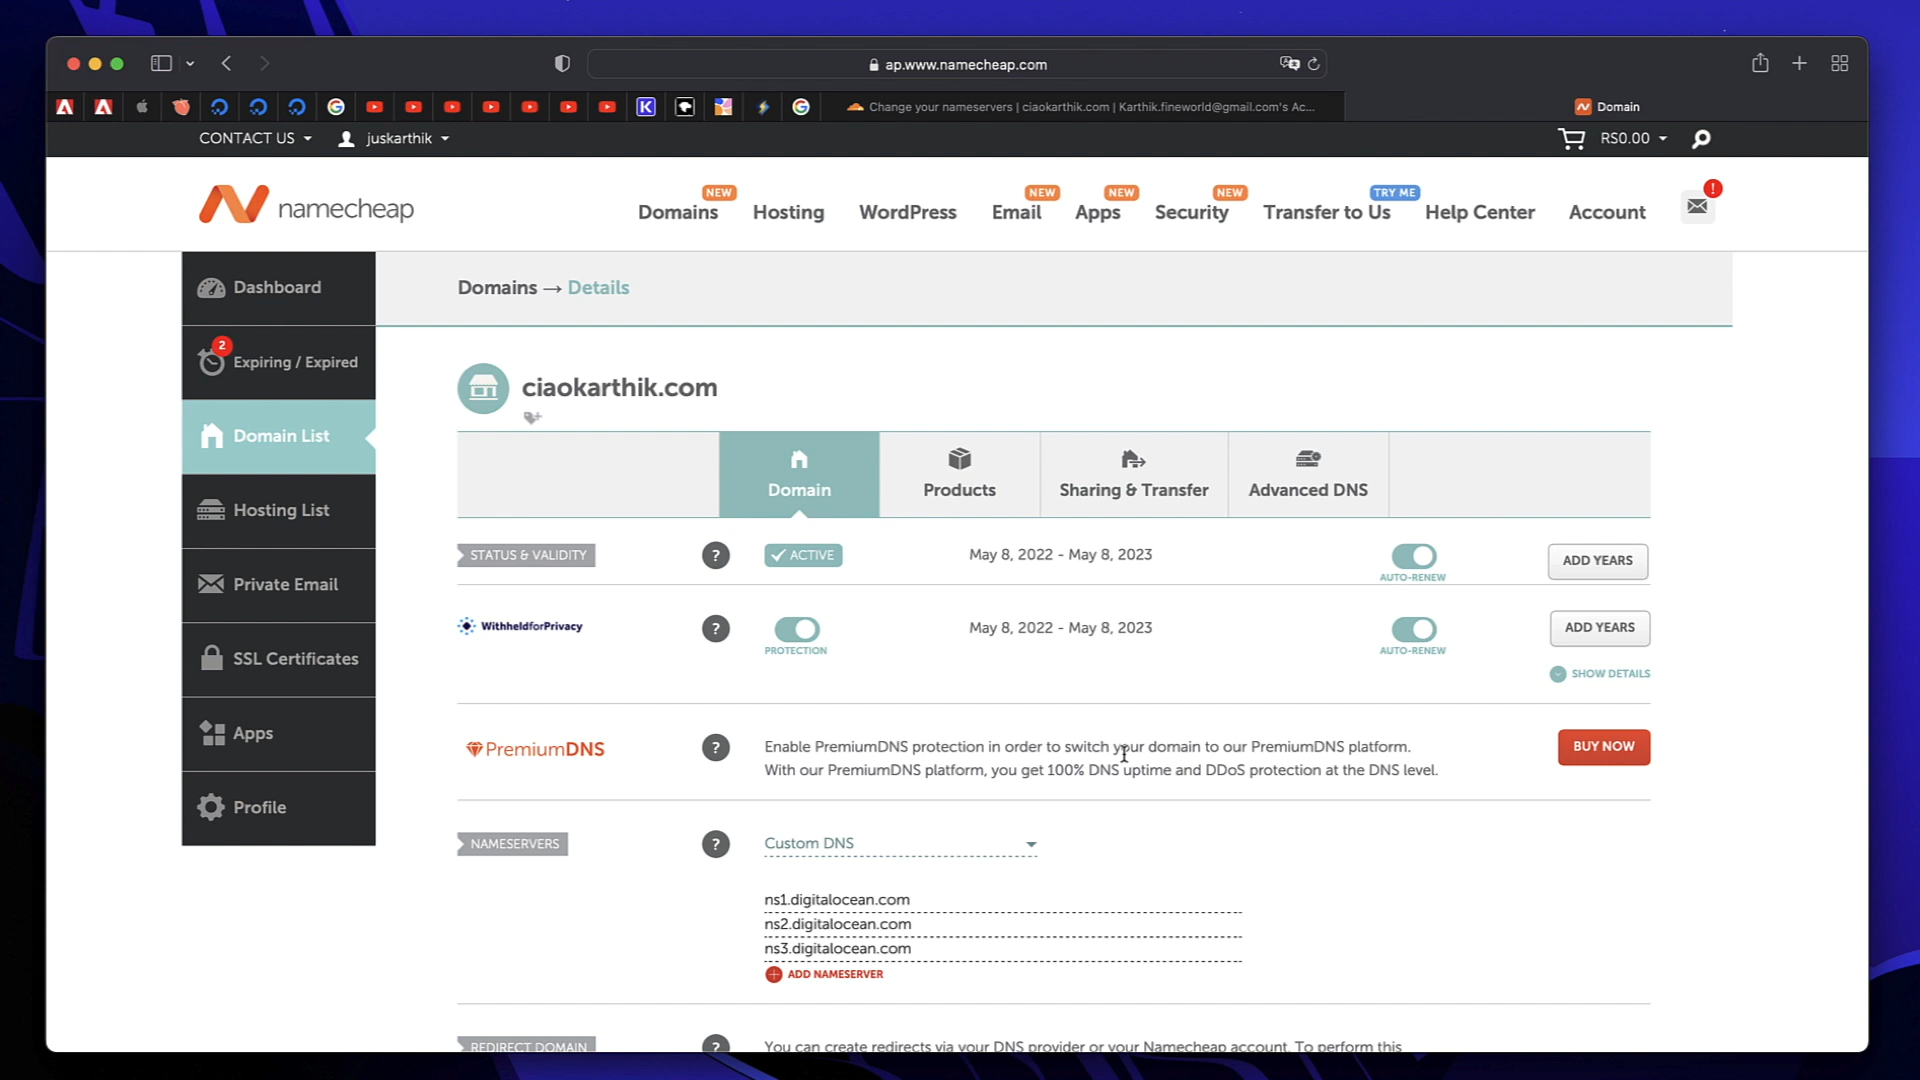 ap.www.namecheap.com
Change your nameservers | ciaokarthik.com | Karthik.fineworld@gmail.com's Ac...
Domain
CONTACT US
juskarthik
RS0.00
namecheap
NEW
NEW
NEW
NEW
TRY ME
!
Domains
Hosting
WordPress
Email
Apps
Security
Transfer to Us
Help Center
Account
Dashboard
2
Expiring / Expired
Domain List
Hosting List
Private Email
SSL Certificates
Apps
Profile
Domains → Details
ciaokarthik.com
Domain
Products
Sharing & Transfer
Advanced DNS
STATUS & VALIDITY
?
ACTIVE
May 8, 2022 - May 8, 2023
AUTO-RENEW
ADD YEARS
WithheldforPrivacy
?
PROTECTION
May 8, 2022 - May 8, 2023
AUTO-RENEW
ADD YEARS
SHOW DETAILS
PremiumDNS
?
Enable PremiumDNS protection in order to switch your domain to our PremiumDNS platform.
With our PremiumDNS platform, you get 100% DNS uptime and DDoS protection at the DNS level.
BUY NOW
NAMESERVERS
?
Custom DNS
ns1.digitalocean.com
ns2.digitalocean.com
ns3.digitalocean.com
ADD NAMESERVER
REDIRECT DOMAIN
?
You can create redirects via your DNS provider or your Namecheap account. To perform this